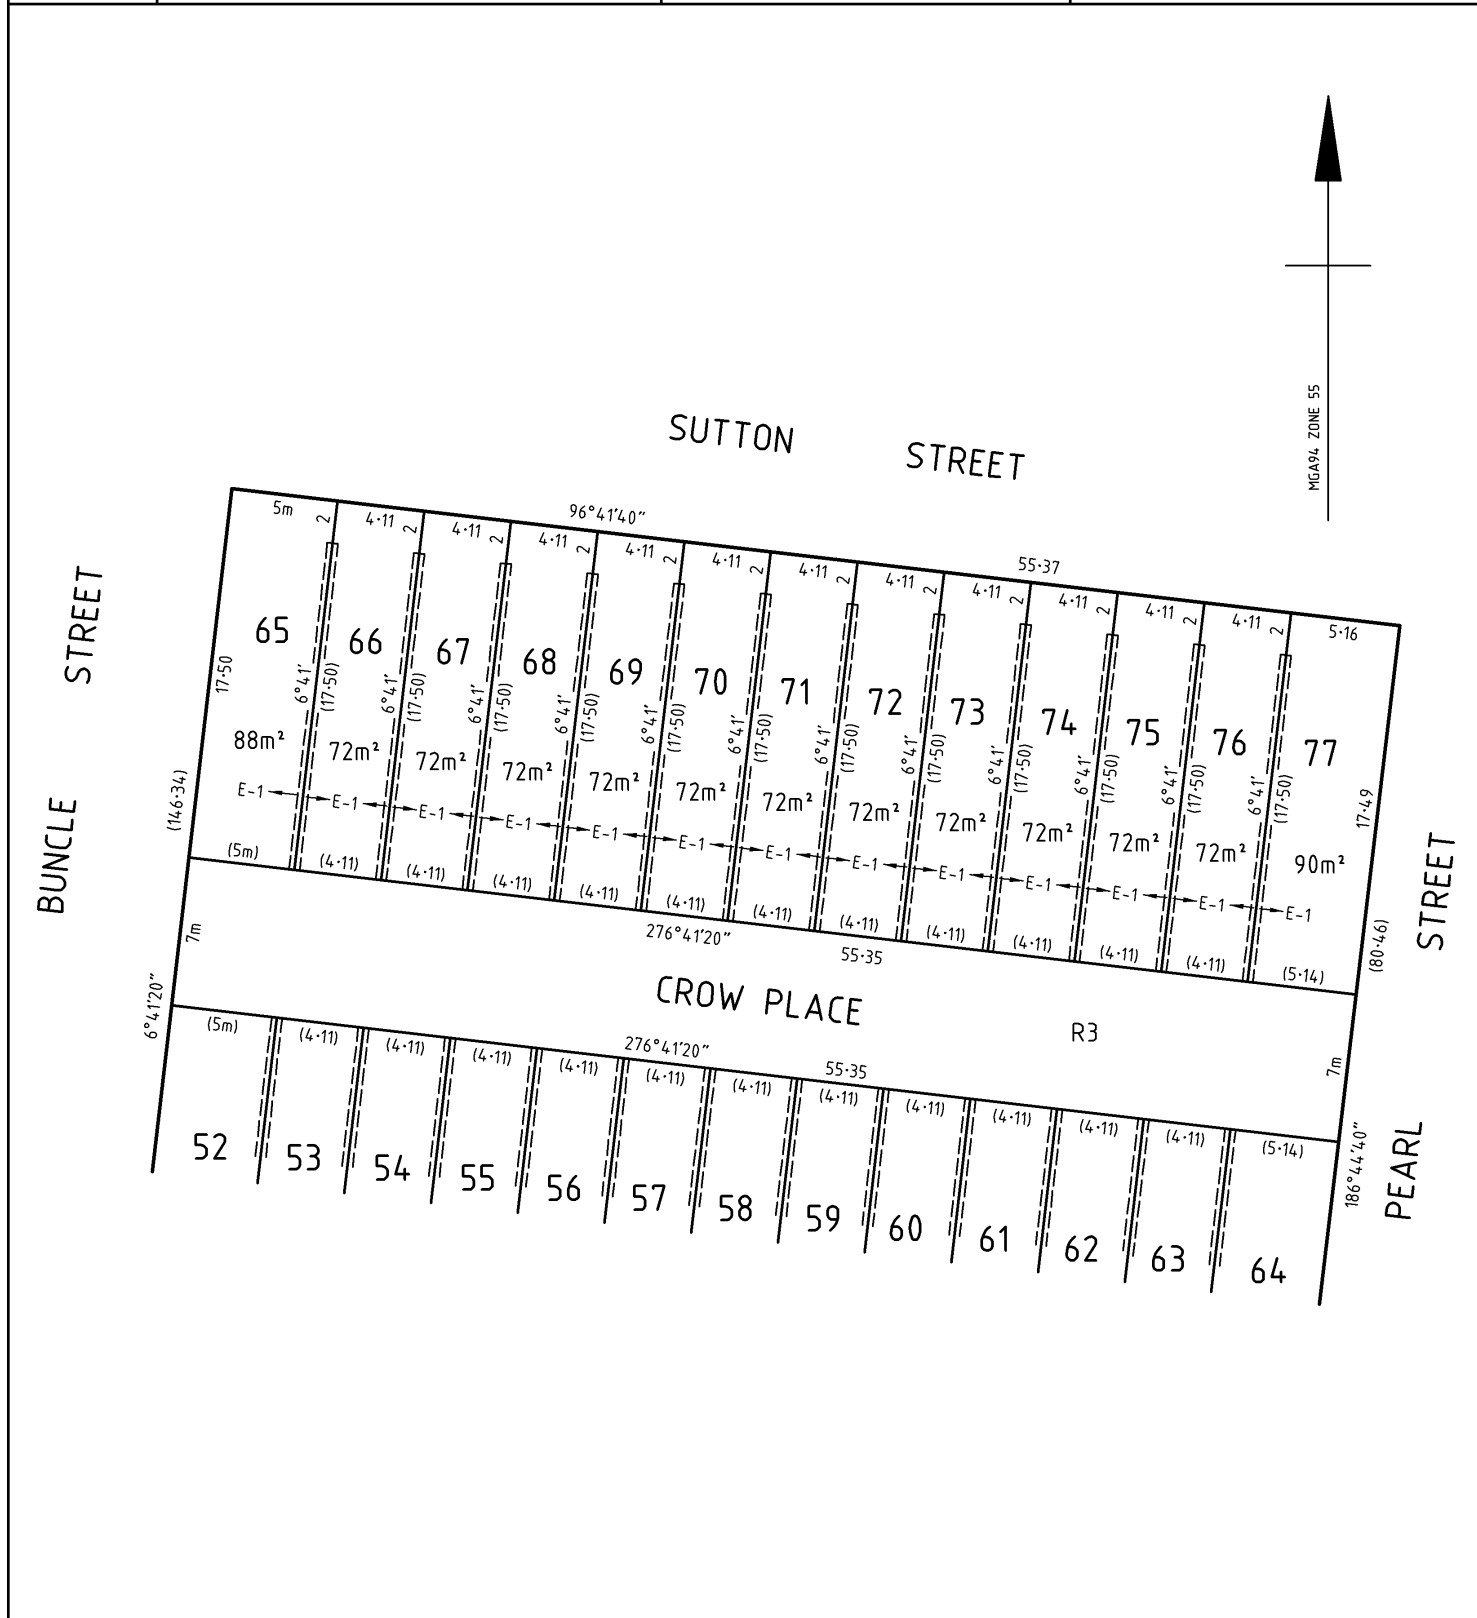 MGA94 ZONE 55
SUTTON STREET
BUNCLE STREET
PEARL STREET
96°41'40"
55·37
5m
4·11
4·11
4·11
4·11
4·11
4·11
4·11
4·11
4·11
4·11
4·11
5·16
2
2
2
2
2
2
2
2
2
2
2
2
65
66
67
68
69
70
71
72
73
74
75
76
77
17·50
6°41'
(17·50)
6°41'
(17·50)
6°41'
(17·50)
6°41'
(17·50)
6°41'
(17·50)
6°41'
(17·50)
6°41'
(17·50)
6°41'
(17·50)
6°41'
(17·50)
6°41'
(17·50)
6°41'
(17·50)
6°41'
(17·50)
17·49
88m²
72m²
72m²
72m²
72m²
72m²
72m²
72m²
72m²
72m²
72m²
72m²
90m²
E-1
E-1
E-1
E-1
E-1
E-1
E-1
E-1
E-1
E-1
E-1
E-1
E-1
(146·34)
(80·46)
(5m)
(4·11)
(4·11)
(4·11)
(4·11)
(4·11)
(4·11)
(4·11)
(4·11)
(4·11)
(4·11)
(4·11)
(5·14)
276°41'20"
55·35
7m
CROW PLACE
R3
7m
6°41'20"
276°41'20"
55·35
186°44'40"
(5m)
(4·11)
(4·11)
(4·11)
(4·11)
(4·11)
(4·11)
(4·11)
(4·11)
(4·11)
(4·11)
(4·11)
(5·14)
52
53
54
55
56
57
58
59
60
61
62
63
64